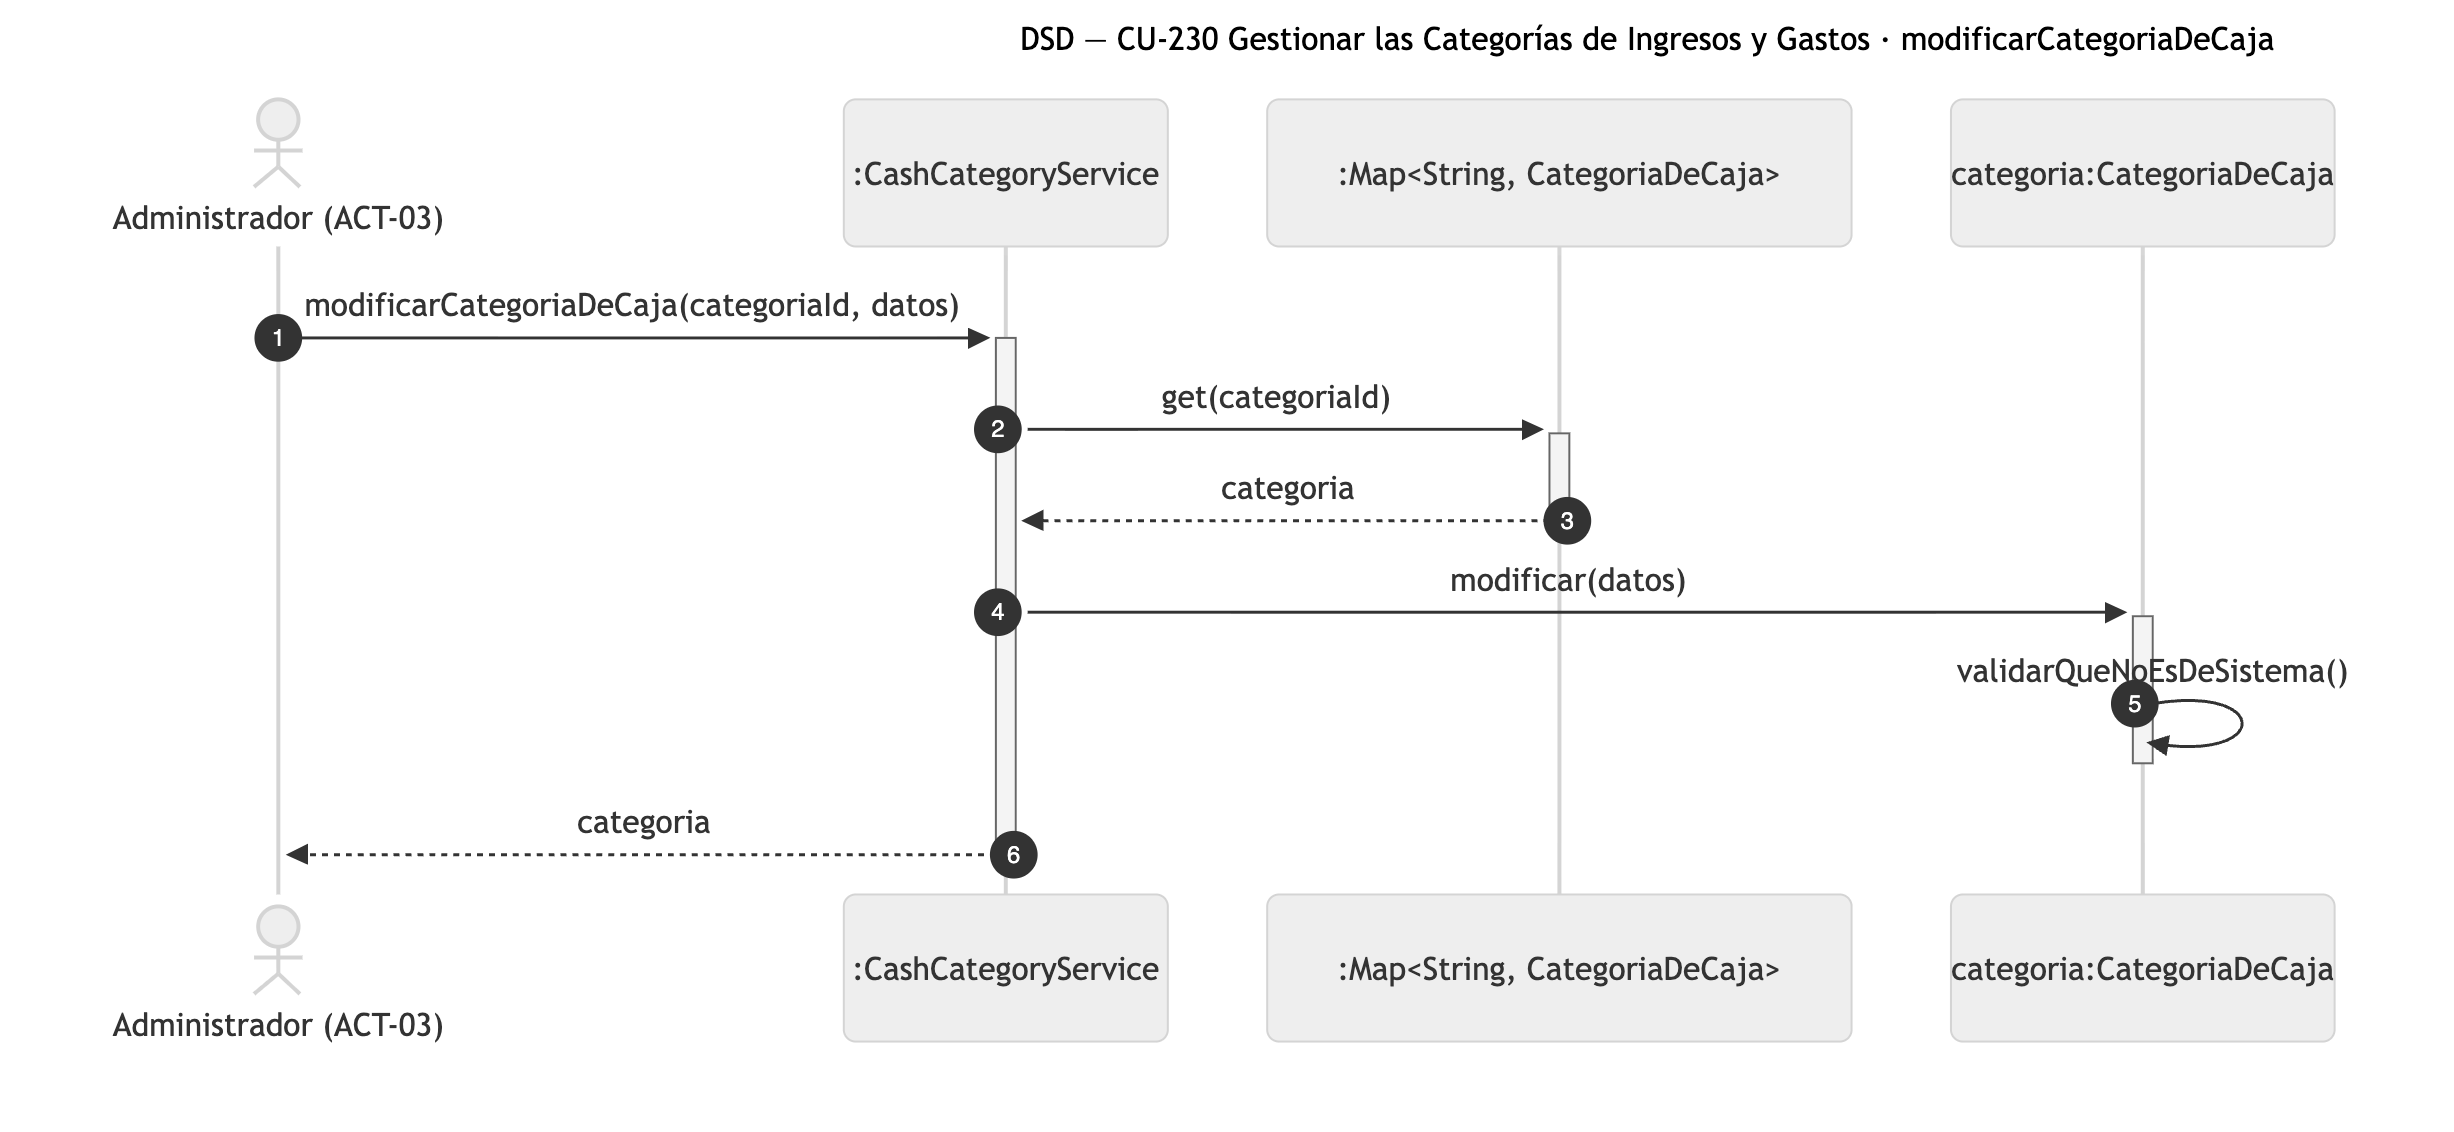 DSD — CU-230 Gestionar las Categorías de Ingresos y Gastos · modificarCategoriaDeCaja
Administrador (ACT-03)
:CashCategoryService
:Map<String, CategoriaDeCaja>
categoria:CategoriaDeCaja
modificarCategoriaDeCaja(categoriaId, datos)
1
get(categoriaId)
2
categoria
3
modificar(datos)
4
validarQueNoEsDeSistema()
5
categoria
6
Administrador (ACT-03)
:CashCategoryService
:Map<String, CategoriaDeCaja>
categoria:CategoriaDeCaja